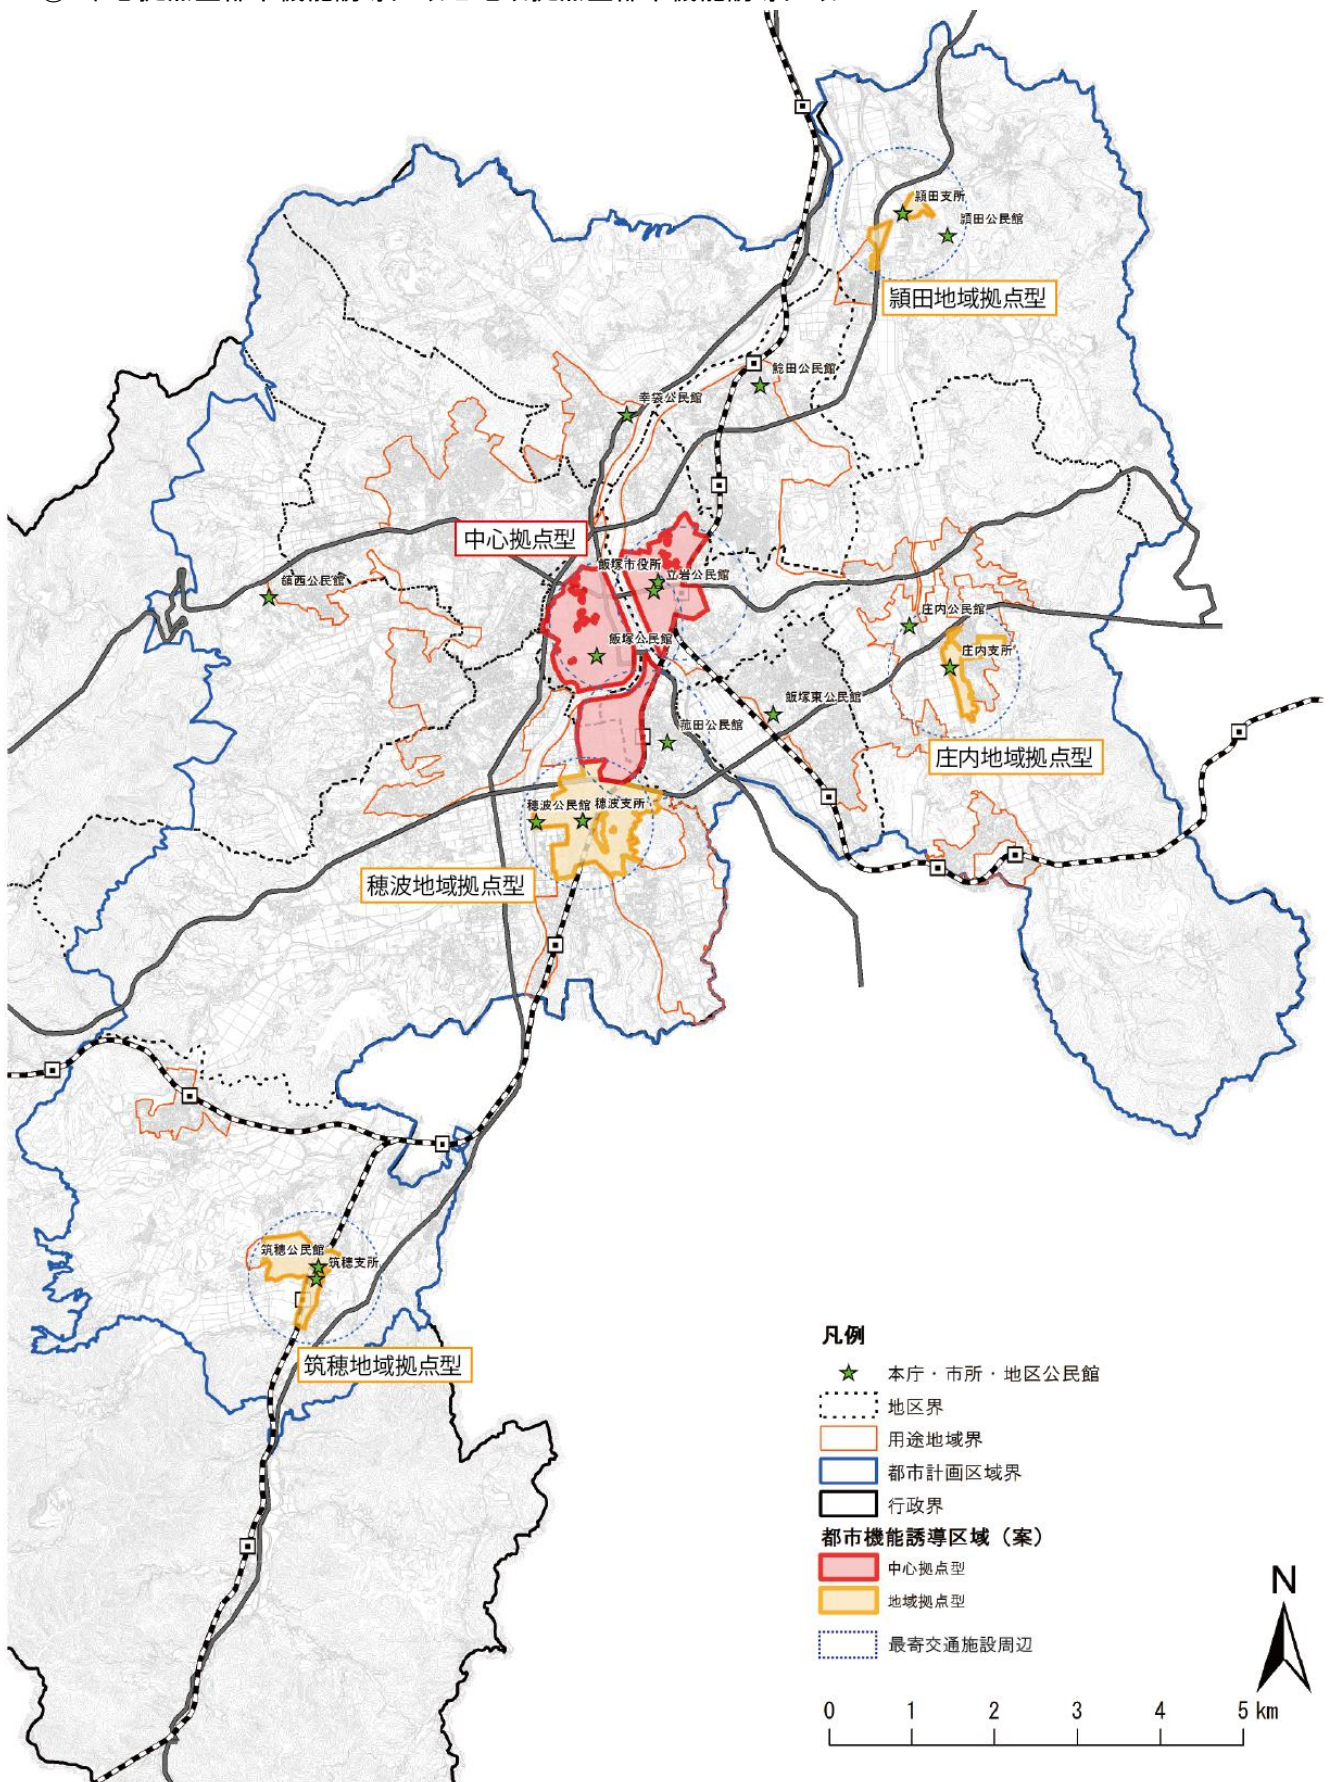 頴田支所
頴田公民館
頴田地域拠点型
鯰田公民館
幸袋公民館
中心拠点型
飯塚市役所
立岩公民館
鎮西公民館
庄内公民館
飯塚公民館
庄内支所
飯塚東公民館
菰田公民館
庄内地域拠点型
穂波公民館
穂波支所
穂波地域拠点型
筑穂公民館
筑穂支所
筑穂地域拠点型
凡例
本庁・市所・地区公民館
地区界
用途地域界
都市計画区域界
行政界
都市機能誘導区域（案）
中心拠点型
地域拠点型
最寄交通施設周辺
N
0 1 2 3 4 5 km